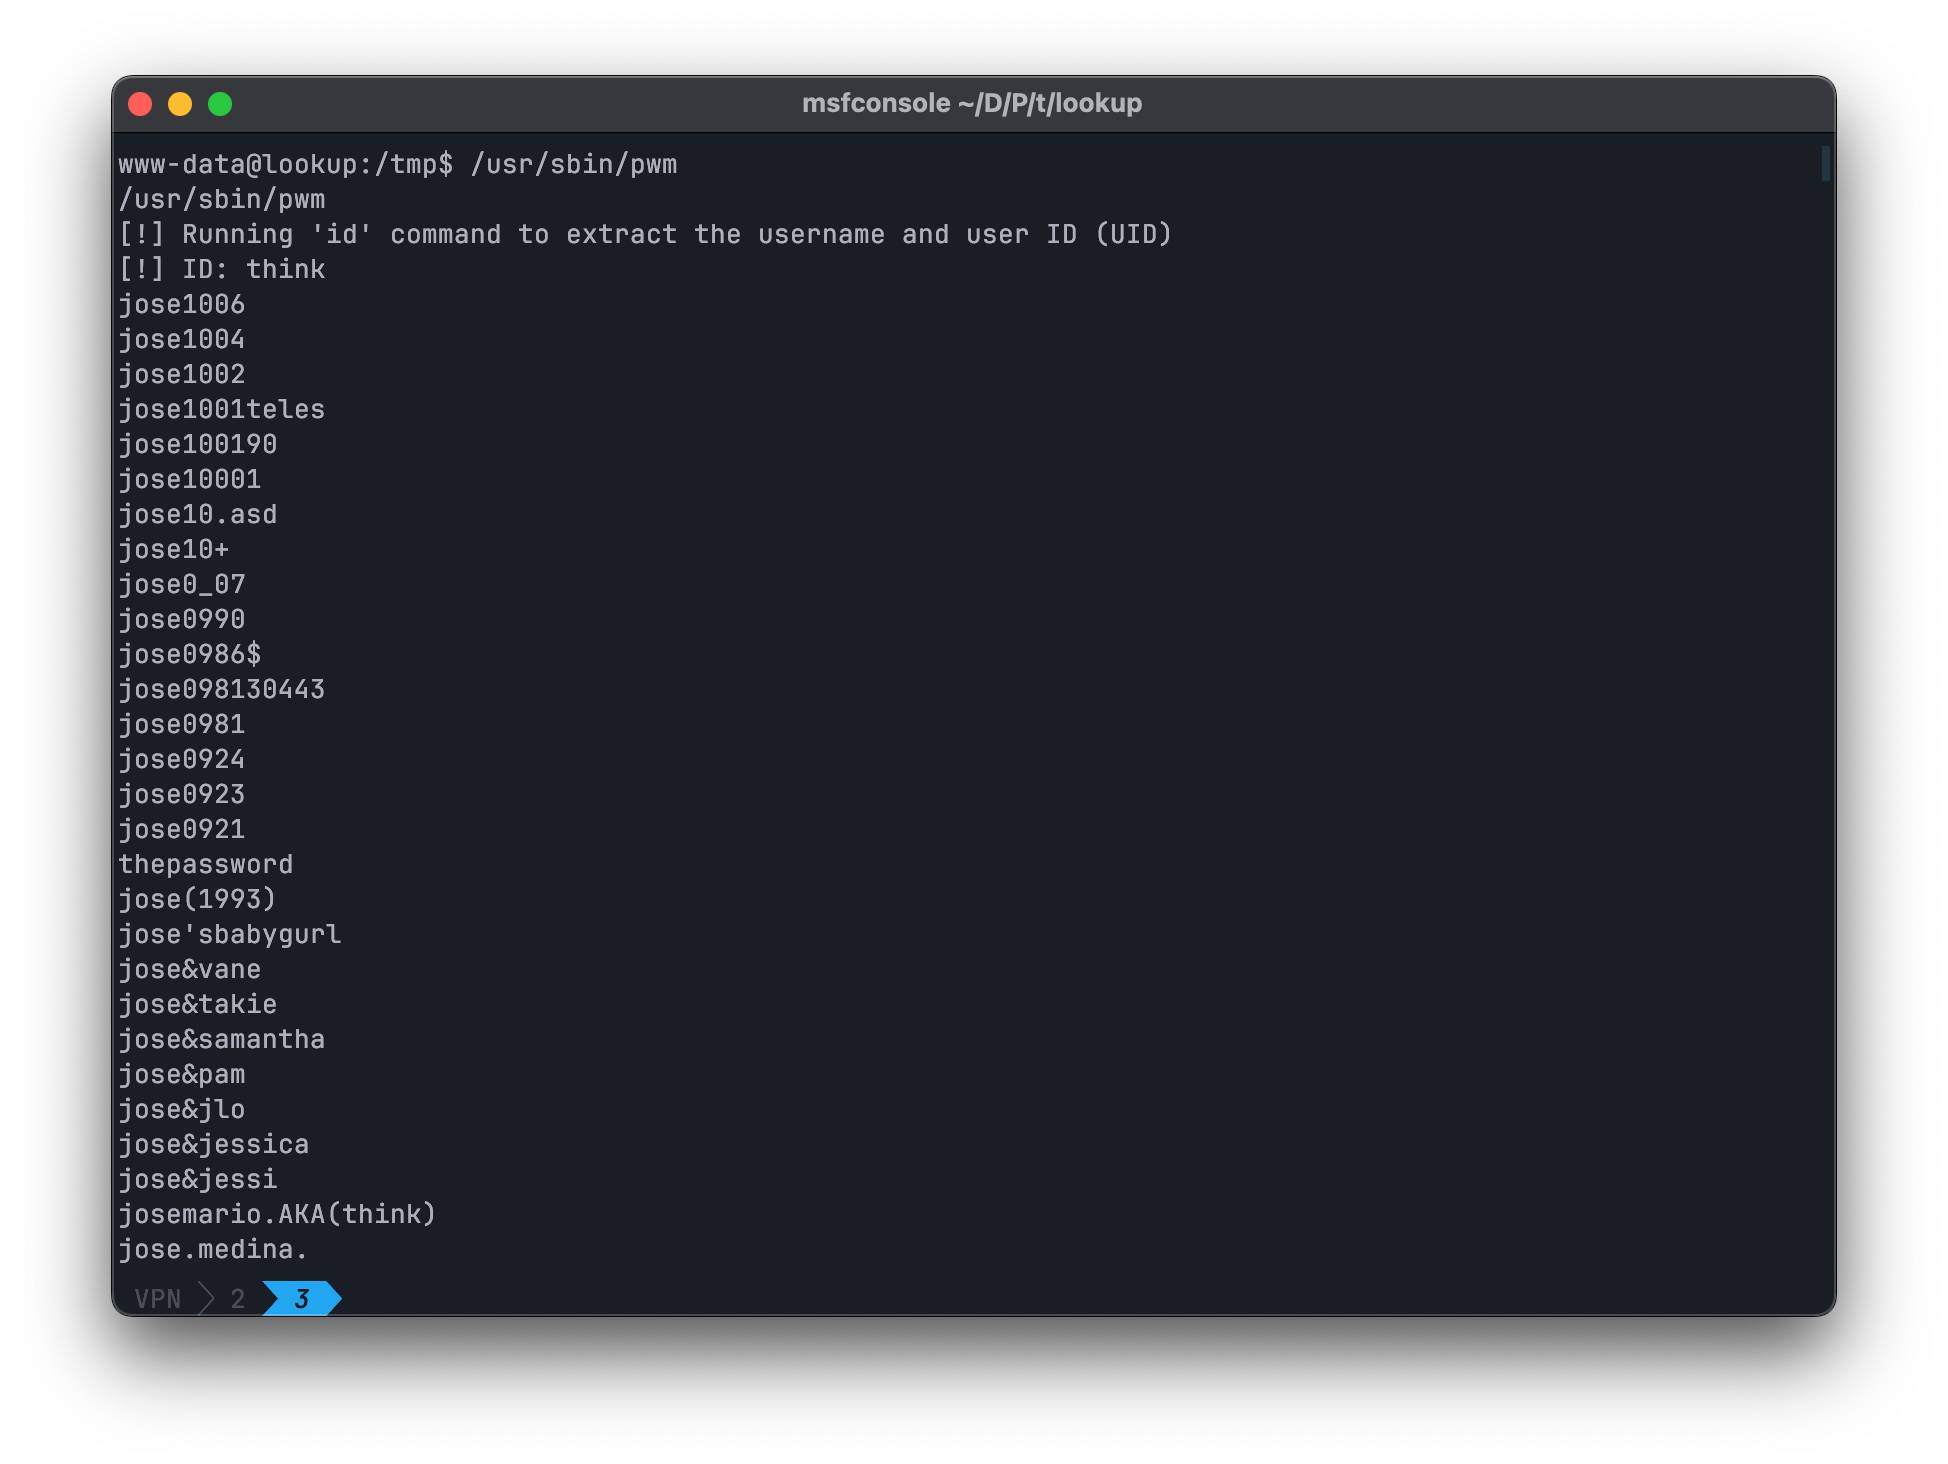 msfconsole ~/D/P/t/lookup
www-data@lookup:/tmp$ /usr/sbin/pwm
/usr/sbin/pwm
[!] Running 'id' command to extract the username and user ID (UID)
[!] ID: think
jose1006
jose1004
jose1002
jose1001teles
jose100190
jose10001
jose10.asd
jose10+
jose0_07
jose0990
jose0986$
jose098130443
jose0981
jose0924
jose0923
jose0921
thepassword
jose(1993)
jose'sbabygurl
jose&vane
jose&takie
jose&samantha
jose&pam
jose&jlo
jose&jessica
jose&jessi
josemario.AKA(think)
jose.medina.
VPN 2 3